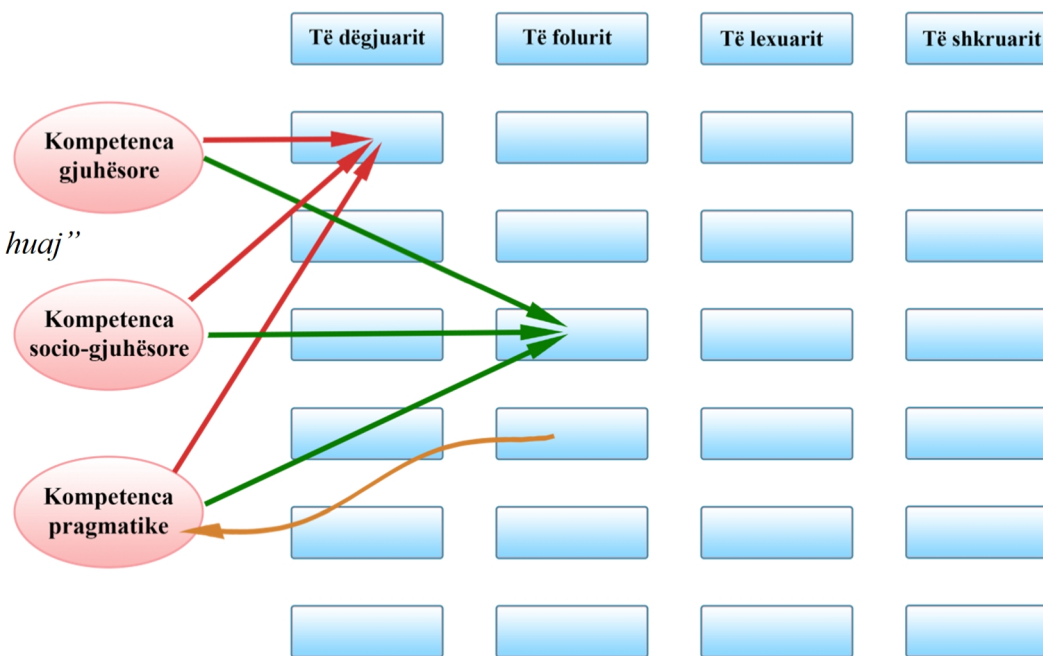 Të dëgjuarit
Të folurit
Të lexuarit
Të shkruarit
Kompetenca
gjuhësore
huaj”
Kompetenca
socio-gjuhësore
Kompetenca
pragmatike